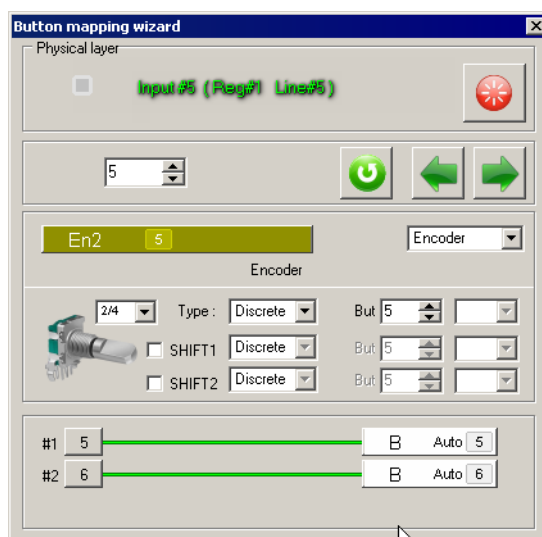 Button mapping wizard
Physical layer
Input#5 (Reg#1 Line#5)
5
En2 5 Encoder
Encoder
2/4 Type : Discrete But 5
SHIFT1 Discrete But 5
SHIFT2 Discrete But 5
#1 5 B Auto 5
#2 6 B Auto 6